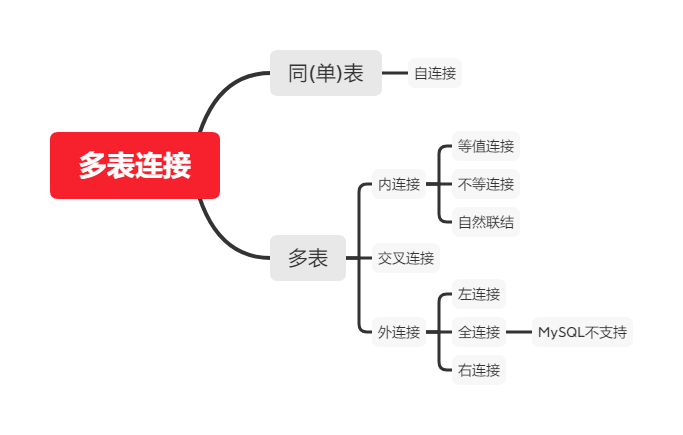 多表连接
同(单)表
自连接
多表
内连接
等值连接
不等连接
自然联结
交叉连接
外连接
左连接
全连接
MySQL不支持
右连接